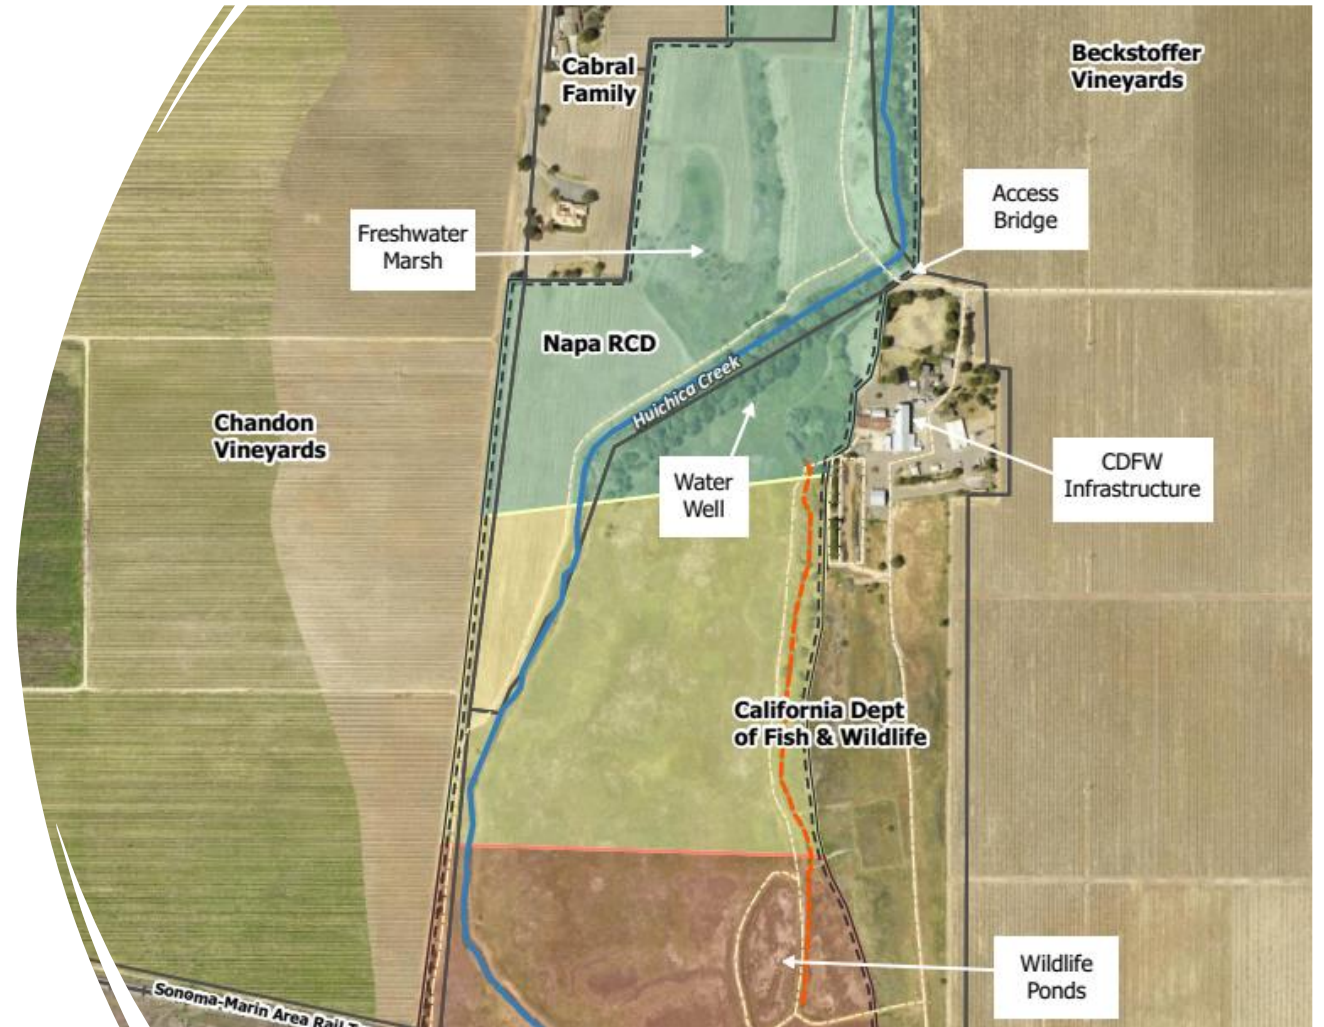 Cabral
Family
Beckstoffer
Vineyards
Access
Bridge
Freshwater
Marsh
Napa RCD
Huichica Creek
Chandon
Vineyards
Water
Well
CDFW
Infrastructure
California Dept
of Fish & Wildlife
Wildlife
Ponds
Sonoma-Marin Area Rail